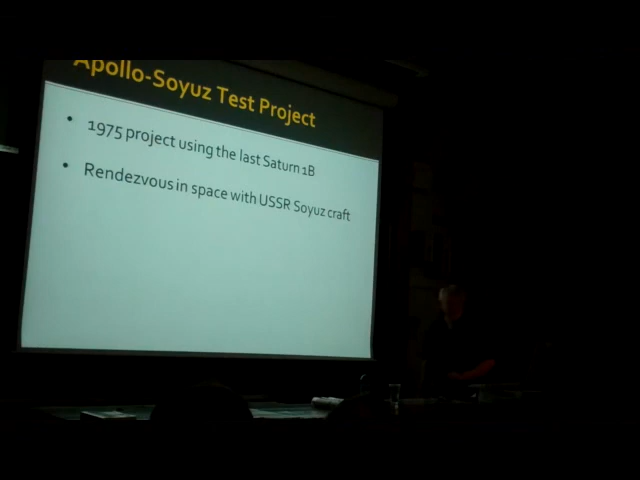 Apollo-Soyuz Test Project
• 1975 project using the last Saturn 1B
• Rendezvous in space with USSR Soyuz craft